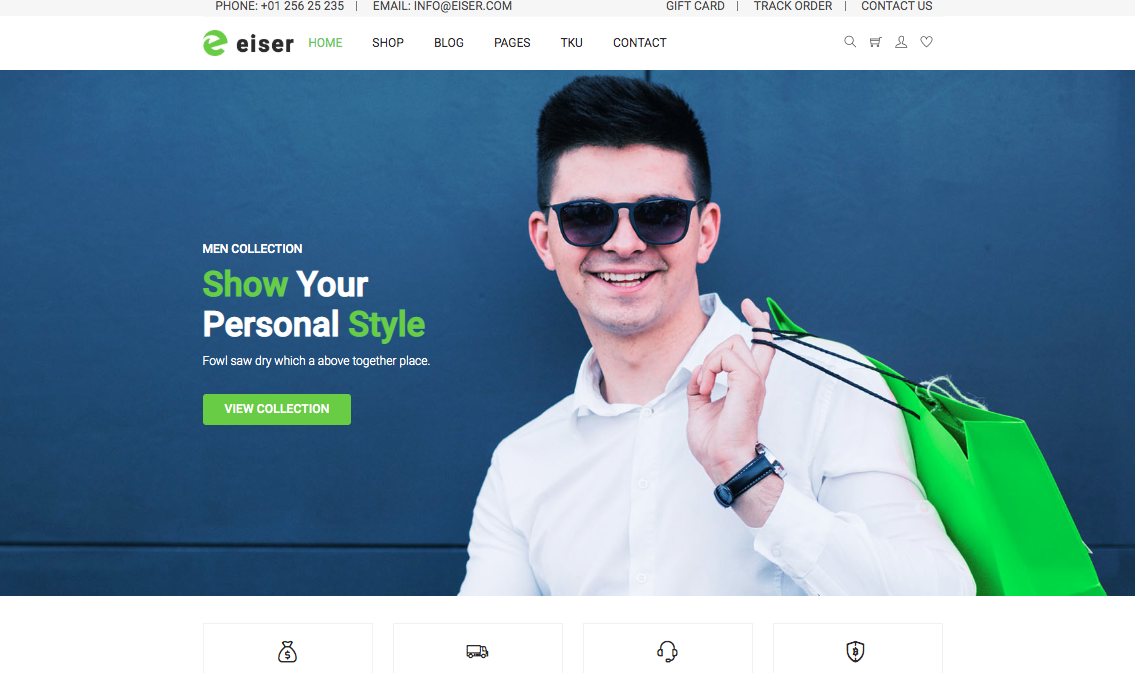 PHONE: +01 256 25 235 | EMAIL: INFO@EISER.COM GIFT CARD | TRACK ORDER | CONTACT US
eiser HOME SHOP BLOG PAGES TKU CONTACT
MEN COLLECTION
Show Your
Personal Style
Fowl saw dry which a above together place.
VIEW COLLECTION